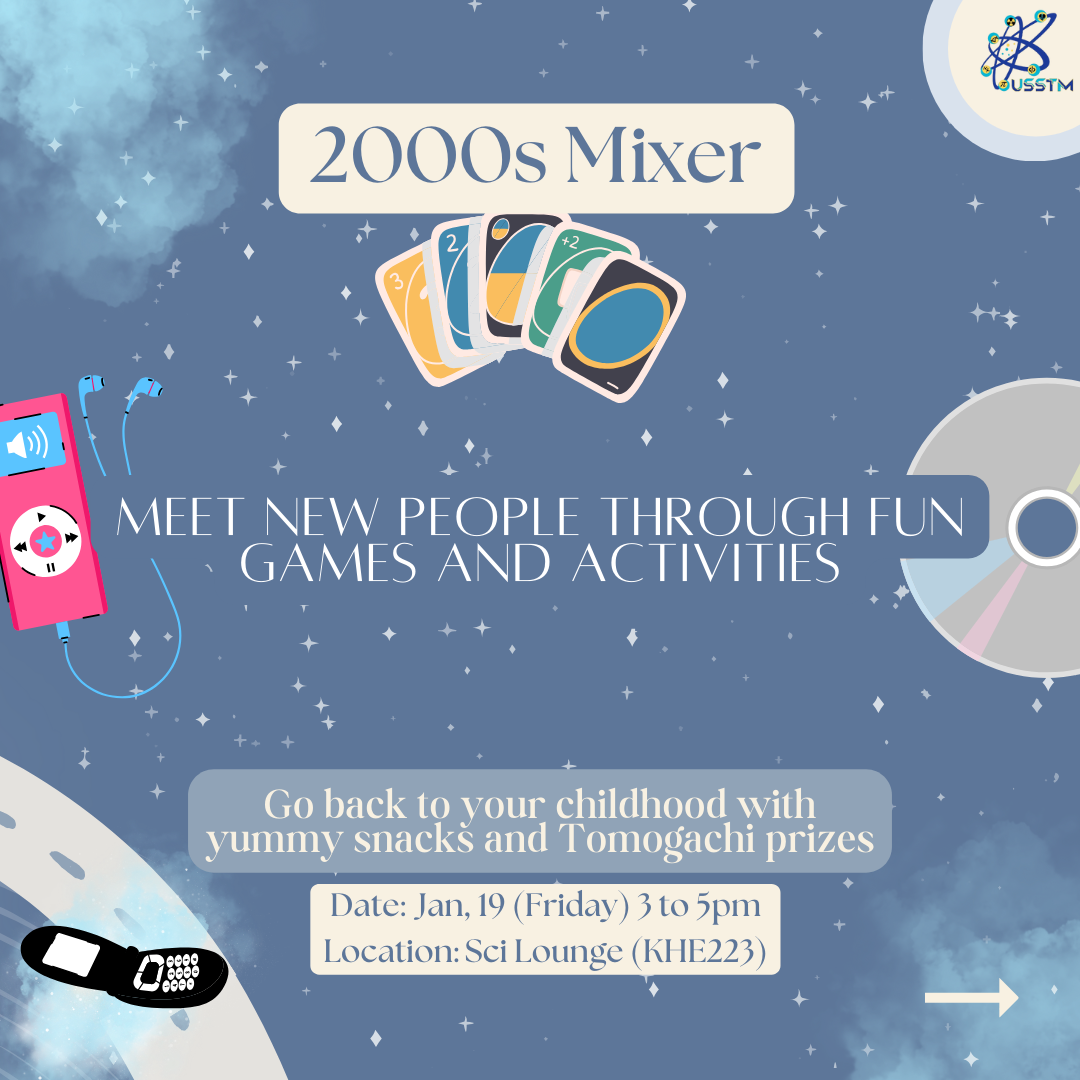 USSTM
2000s Mixer
3
2
+2
MEET NEW PEOPLE THROUGH FUN
GAMES AND ACTIVITIES
Go back to your childhood with
yummy snacks and Tomogachi prizes
Date: Jan, 19 (Friday) 3 to 5pm
Location: Sci Lounge (KHE223)